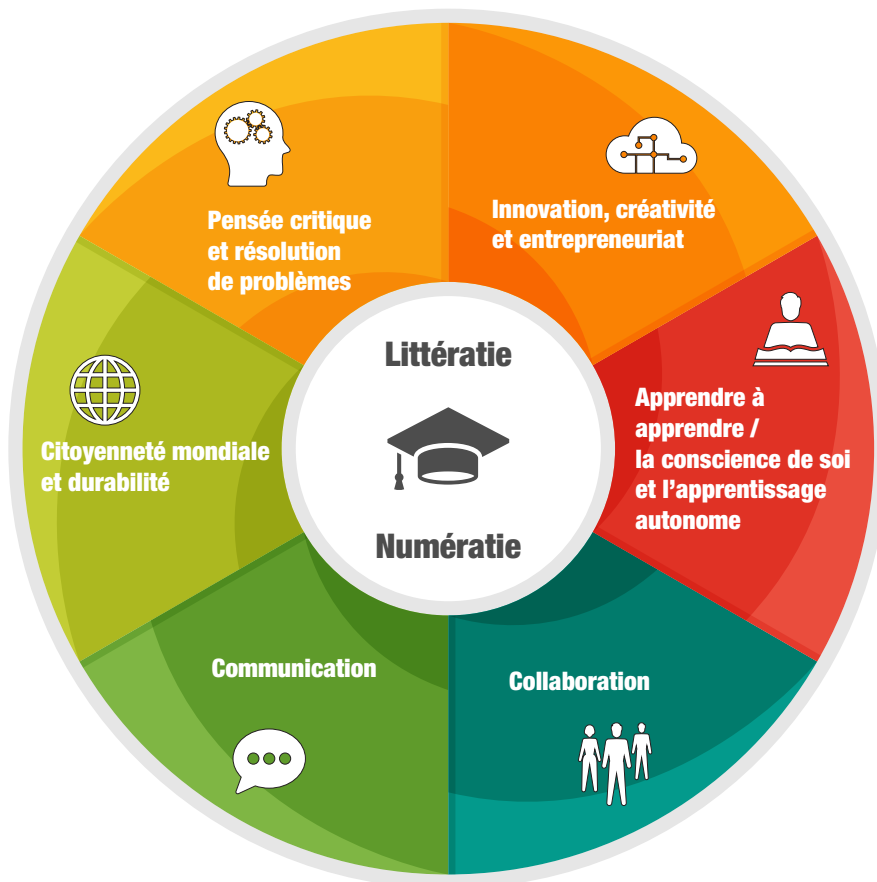 Pensée critique
et résolution
de problèmes
Innovation, créativité
et entrepreneuriat
Apprendre à
apprendre /
la conscience de soi
et l'apprentissage
autonome
Collaboration
Communication
Citoyenneté mondiale
et durabilité
Littératie
Numératie